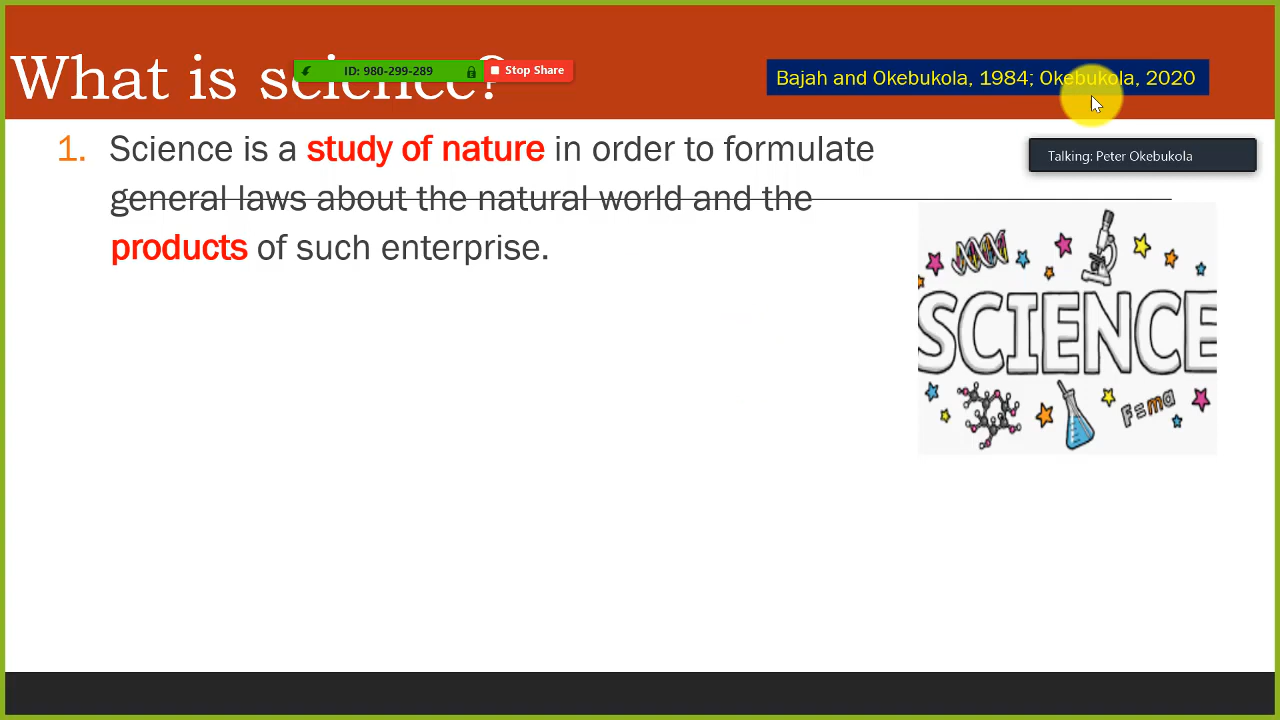 What is science?
ID: 980-299-289
Stop Share
Bajah and Okebukola, 1984; Okebukola, 2020
Talking: Peter Okebukola
1. Science is a study of nature in order to formulate
general laws about the natural world and the
products of such enterprise.
SCIENCE
F=ma